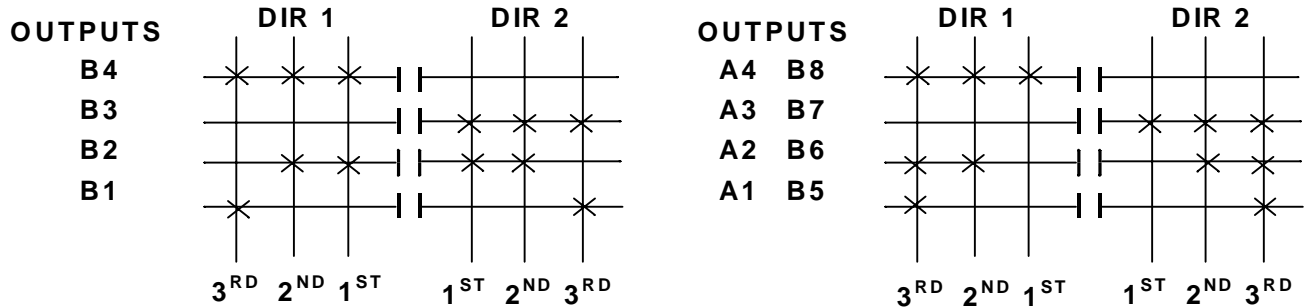 DIR 1 DIR 2
OUTPUTS
B4
B3
B2
B1
3RD 2ND 1ST 1ST 2ND 3RD
DIR 1 DIR 2
OUTPUTS
A4 B8
A3 B7
A2 B6
A1 B5
3RD 2ND 1ST 1ST 2ND 3RD